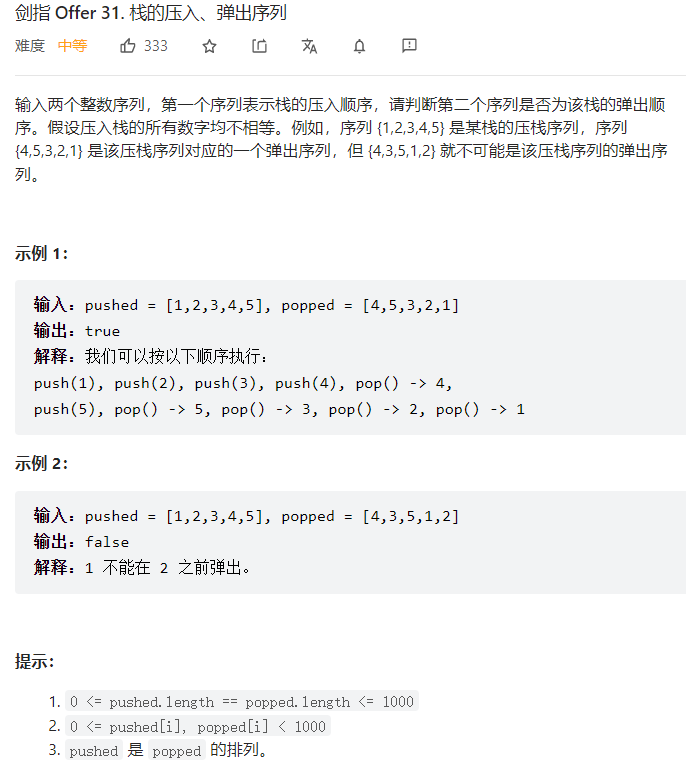 剑指 Offer 31. 栈的压入、弹出序列
难度 中等 333
输入两个整数序列，第一个序列表示栈的压入顺序，请判断第二个序列是否为该栈的弹出顺
序。假设压入栈的所有数字均不相等。例如，序列 {1,2,3,4,5} 是某栈的压栈序列，序列
{4,5,3,2,1} 是该压栈序列对应的一个弹出序列，但 {4,3,5,1,2} 就不可能是该压栈序列的弹出序
列。
示例 1：
输入：pushed = [1,2,3,4,5], popped = [4,5,3,2,1]
输出：true
解释：我们可以按以下顺序执行：
push(1), push(2), push(3), push(4), pop() -> 4,
push(5), pop() -> 5, pop() -> 3, pop() -> 2, pop() -> 1
示例 2：
输入：pushed = [1,2,3,4,5], popped = [4,3,5,1,2]
输出：false
解释：1 不能在 2 之前弹出。
提示：
1. 0 <= pushed.length == popped.length <= 1000
2. 0 <= pushed[i], popped[i] < 1000
3. pushed 是 popped 的排列。